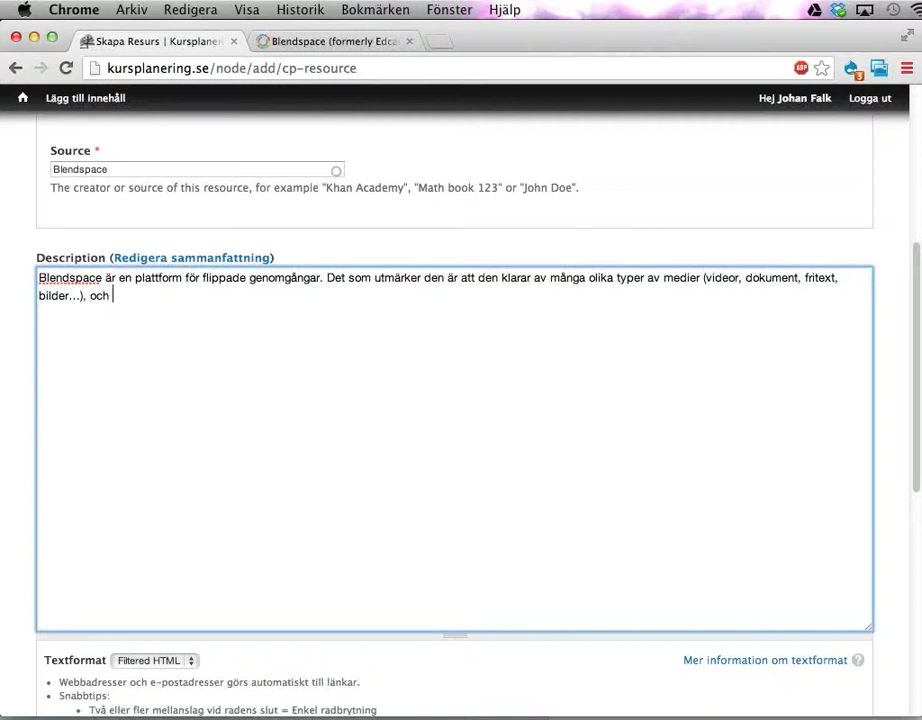 Chrome Arkiv Redigera Visa Historik Bokmärken Fönster Hjälp
Skapa Resurs | Kursplaner
Blendspace (formerly Edca
kursplanering.se/node/add/cp-resource
ABP
3
Lägg till innehåll
Hej Johan Falk
Logga ut
Source *
Blendspace
The creator or source of this resource, for example "Khan Academy", "Math book 123" or "John Doe".
Description (Redigera sammanfattning)
Blendspace är en plattform för flippade genomgångar. Det som utmärker den är att den klarar av många olika typer av medier (videor, dokument, fritext,
bilder...), och
Textformat Filtered HTML
Mer information om textformat ?
Webbadresser och e-postadresser görs automatiskt till länkar.
Snabbtips:
Två eller fler mellanslag vid radens slut = Enkel radbrytning